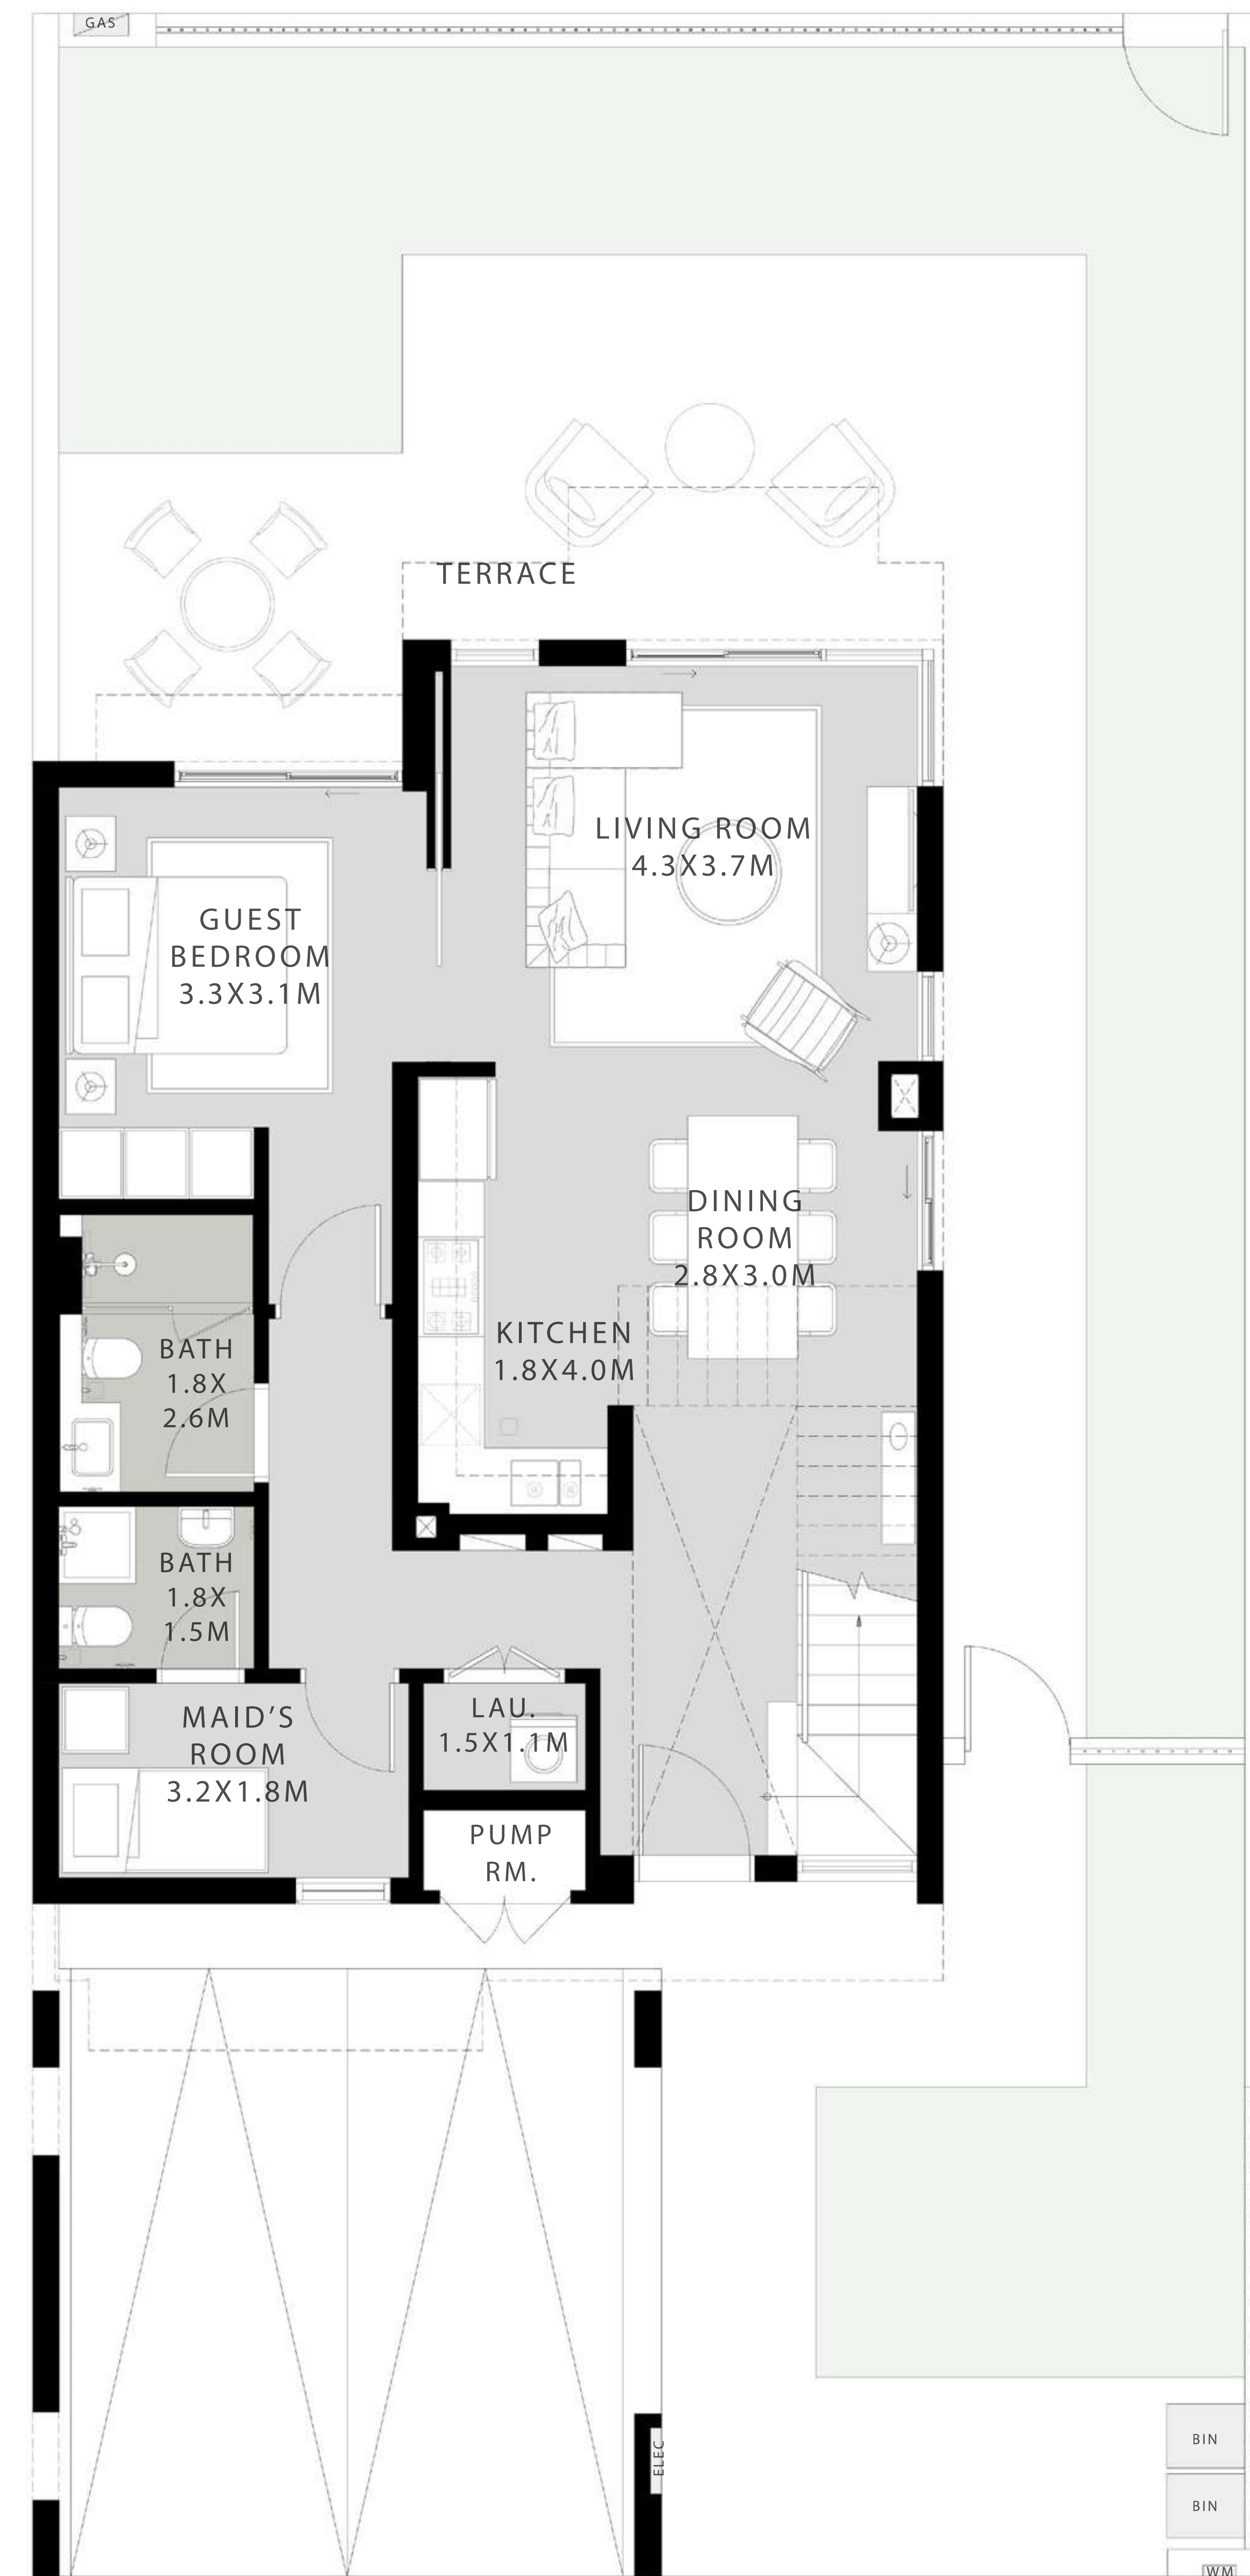 GAS
TERRACE
LIVING ROOM
4.3X3.7M
GUEST
BEDROOM
3.3X3.1M
DINING
ROOM
2.8X3.0M
KITCHEN
1.8X4.0M
BATH
1.8X
2.6M
BATH
1.8X
1.5M
MAID’S
ROOM
3.2X1.8M
LAU.
1.5X1.1M
PUMP
RM.
ELEC
BIN
BIN
WM